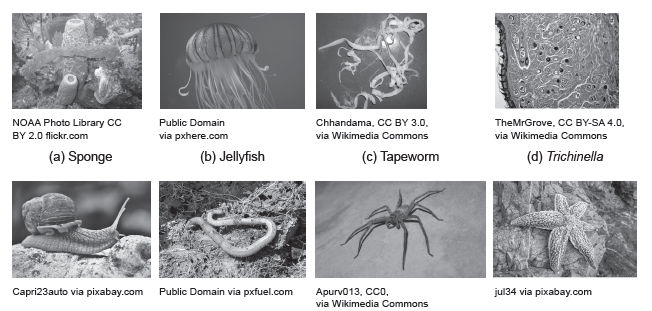 NOAA Photo Library CC
BY 2.0 flickr.com
Public Domain
via pxhere.com
Chhandama, CC BY 3.0,
via Wikimedia Commons
TheMrGrove, CC BY-SA 4.0,
via Wikimedia Commons
(a) Sponge
(b) Jellyfish
(c) Tapeworm
(d) Trichinella
Capri23auto via pixabay.com
Public Domain via pxfuel.com
Apurv013, CC0,
via Wikimedia Commons
jul34 via pixabay.com